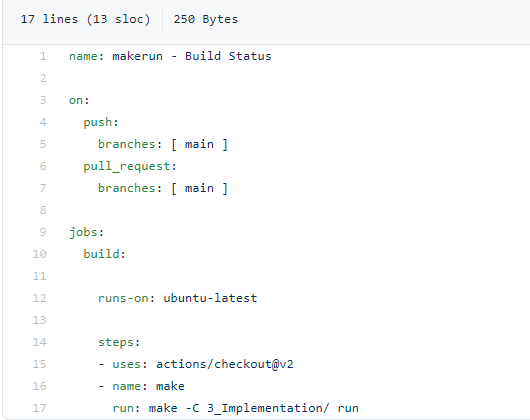 17 lines (13 sloc) 250 Bytes
1 name: makerun - Build Status
2
3 on:
4   push:
5     branches: [ main ]
6   pull_request:
7     branches: [ main ]
8
9 jobs:
10   build:
11
12     runs-on: ubuntu-latest
13
14     steps:
15     - uses: actions/checkout@v2
16     - name: make
17       run: make -C 3_Implementation/ run